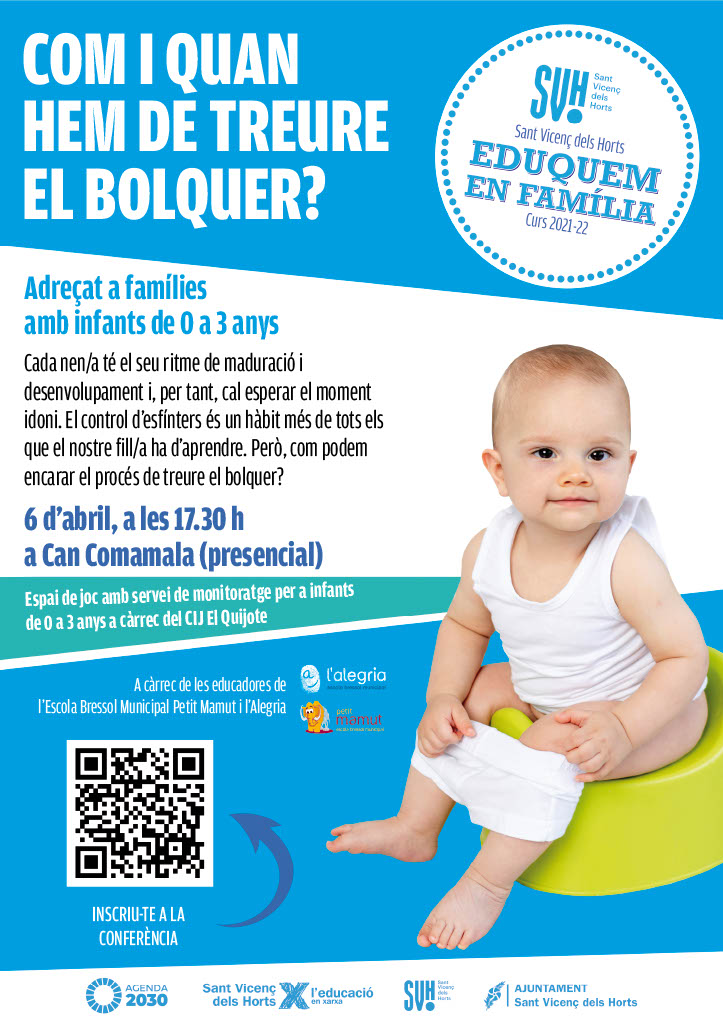 COM I QUAN
HEM DE TREURE
EL BOLQUER?
SVH
Sant
Vicenç
dels
Horts
Sant Vicenç dels Horts
EDUQUEM
EN FAMÍLIA
Curs 2021-22
Adreçat a famílies
amb infants de 0 a 3 anys
Cada nen/a té el seu ritme de maduració i
desenvolupament i, per tant, cal esperar el moment
idoni. El control d'esfínters és un hàbit més de tots els
que el nostre fill/a ha d'aprendre. Però, com podem
encarar el procés de treure el bolquer?
6 d'abril, a les 17.30 h
a Can Comamala (presencial)
Espai de joc amb servei de monitoratge per a infants
de 0 a 3 anys a càrrec del CIJ El Quijote
A càrrec de les educadores de
l'Escola Bressol Municipal Petit Mamut i l'Alegria
l'alegria
petit
mamut
INSCRIU-TE A LA
CONFERÈNCIA
AGENDA
2030
Sant Vicenç
dels Horts
X
l'educació
en xarxa
SVH
Sant
Vicenç
dels
Horts
AJUNTAMENT
Sant Vicenç dels Horts